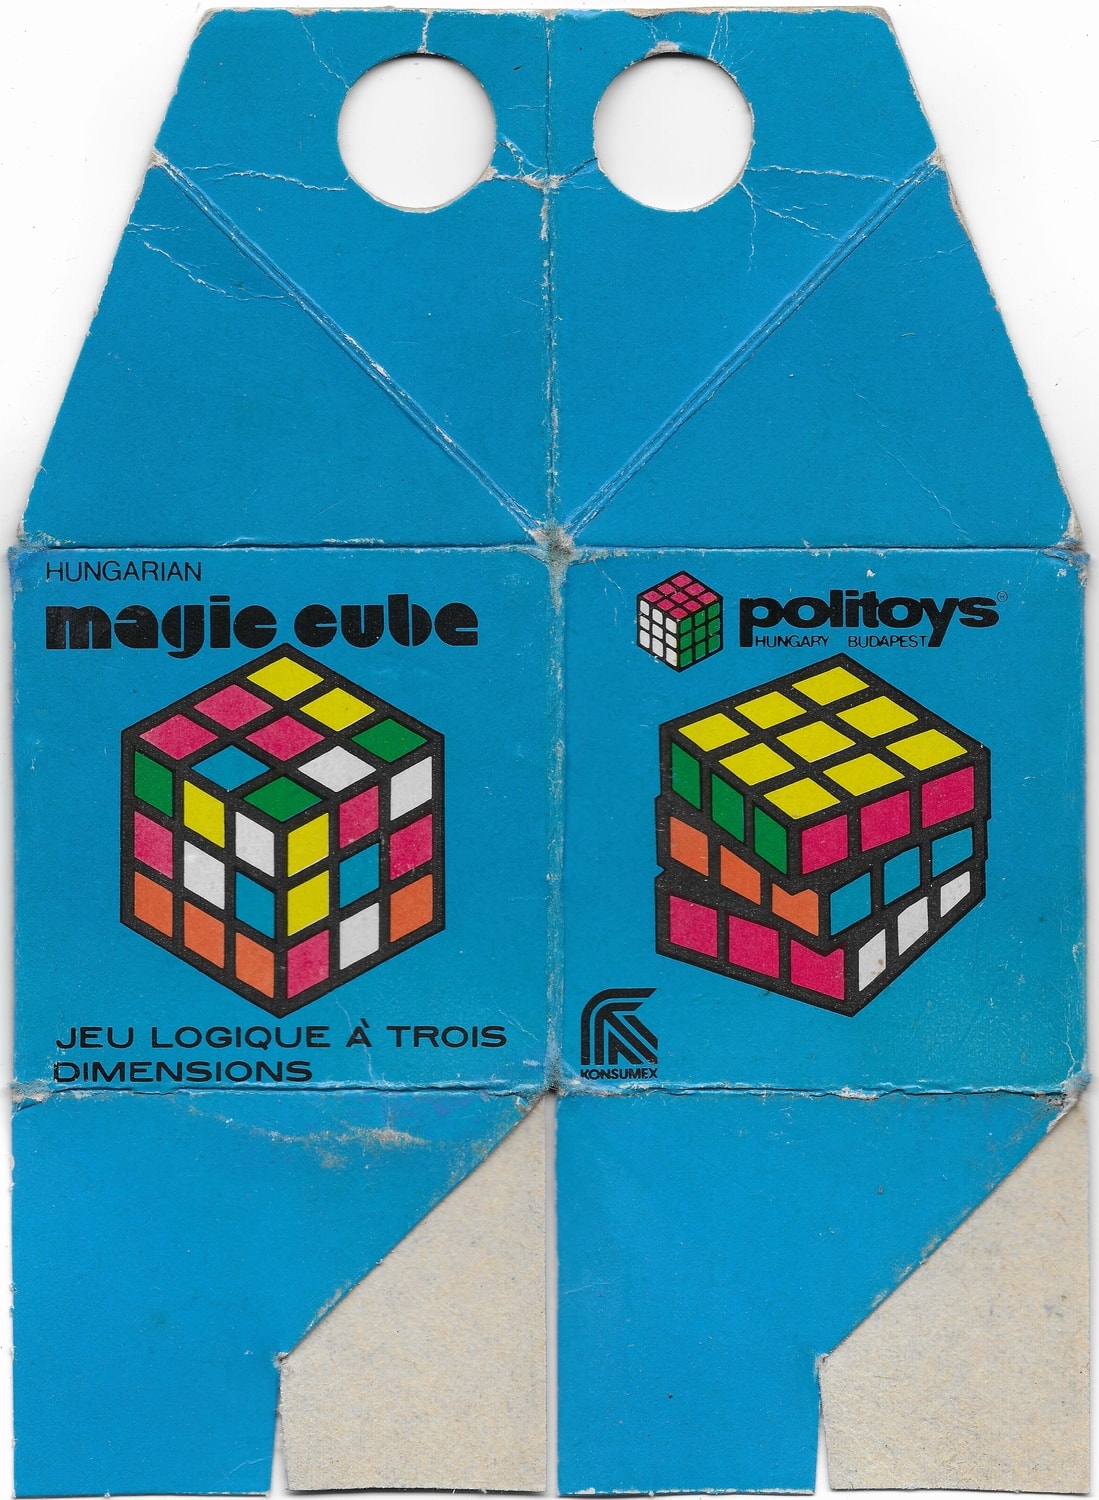 HUNGARIAN
magic cube
JEU LOGIQUE À TROIS
DIMENSIONS
politoys®
HUNGARY BUDAPEST
KONSUMEX